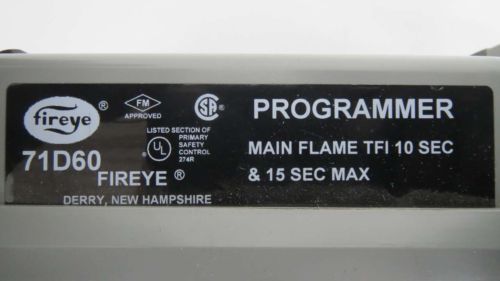 fireye ®
FM
APPROVED
SA ®
PROGRAMMER
LISTED SECTION OF
PRIMARY
SAFETY
CONTROL
274R
UL ®
71D60
MAIN FLAME TFI 10 SEC
& 15 SEC MAX
FIREYE ®
DERRY, NEW HAMPSHIRE